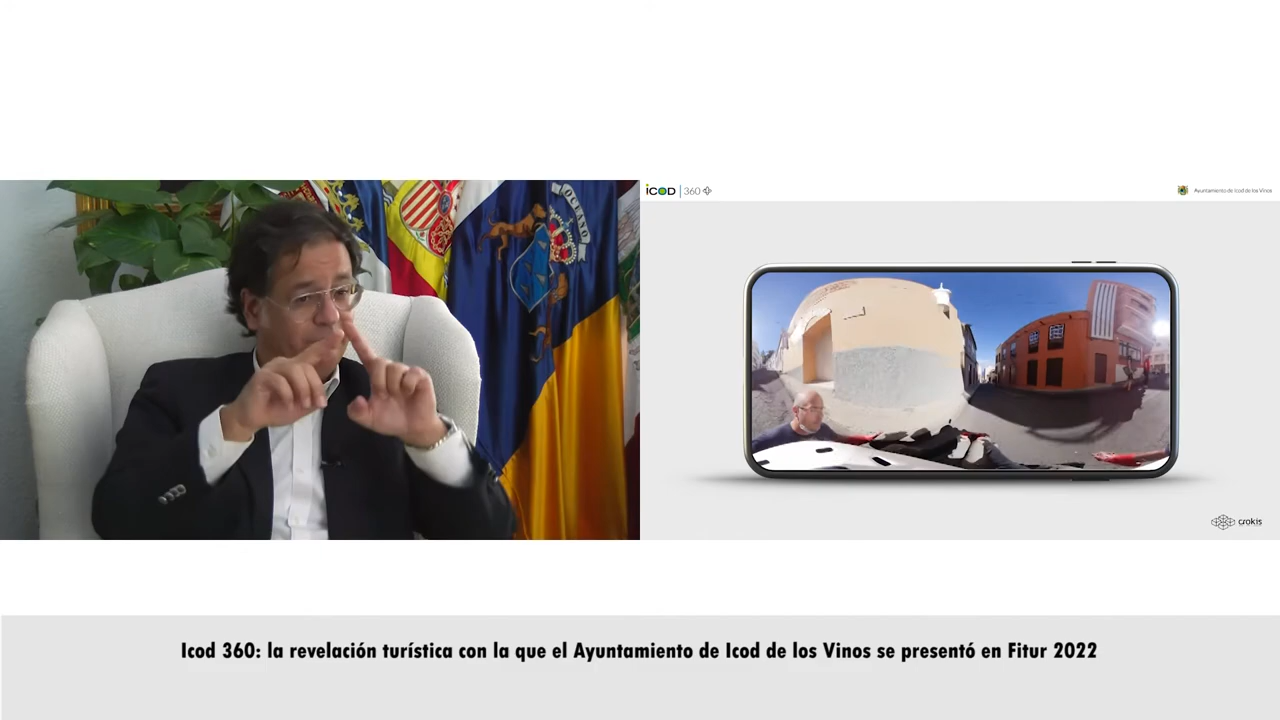 OCEANO
ICOD | 360
Ayuntamiento de Icod de los Vinos
crokis
Icod 360: la revelación turística con la que el Ayuntamiento de Icod de los Vinos se presentó en Fitur 2022